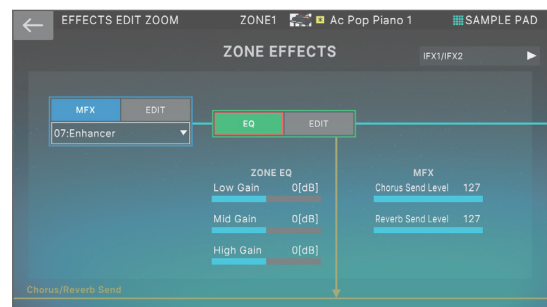 EFFECTS EDIT ZOOM ZONE1 Ac Pop Piano 1 SAMPLE PAD
ZONE EFFECTS IFX1/IFX2
MFX EDIT
07:Enhancer
EQ EDIT
ZONE EQ MFX
Low Gain 0[dB] Chorus Send Level 127
Mid Gain 0[dB] Reverb Send Level 127
High Gain 0[dB]
Chorus/Reverb Send